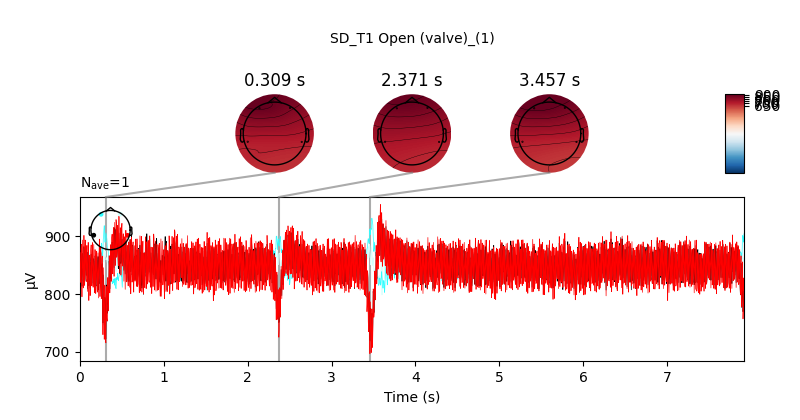 SD_T1 Open (valve)_(1)
0.309 s
2.371 s
3.457 s
Nave=1
900
800
700
µV
0
1
2
3
4
5
6
7
Time (s)